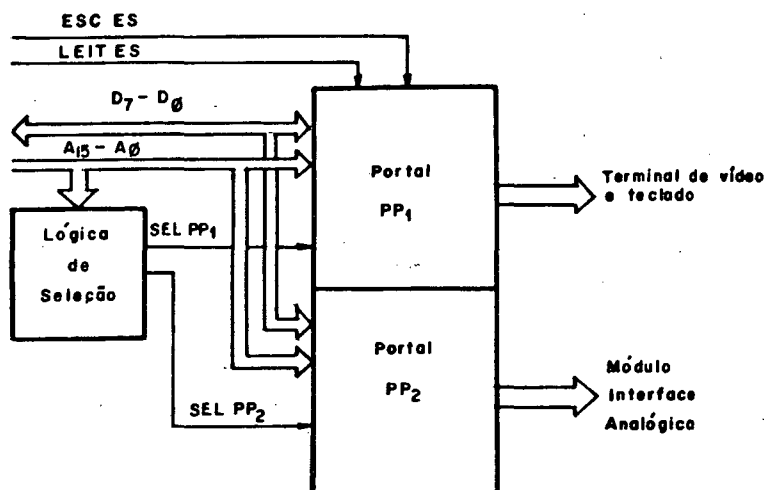 ESC ES
LEIT ES
D7 - DØ
A15 - AØ
Portal
PP1
Terminal de vídeo
e teclado
Lógica
de
Seleção
SEL PP1
Portal
PP2
SEL PP2
Módulo
Interface
Analógica